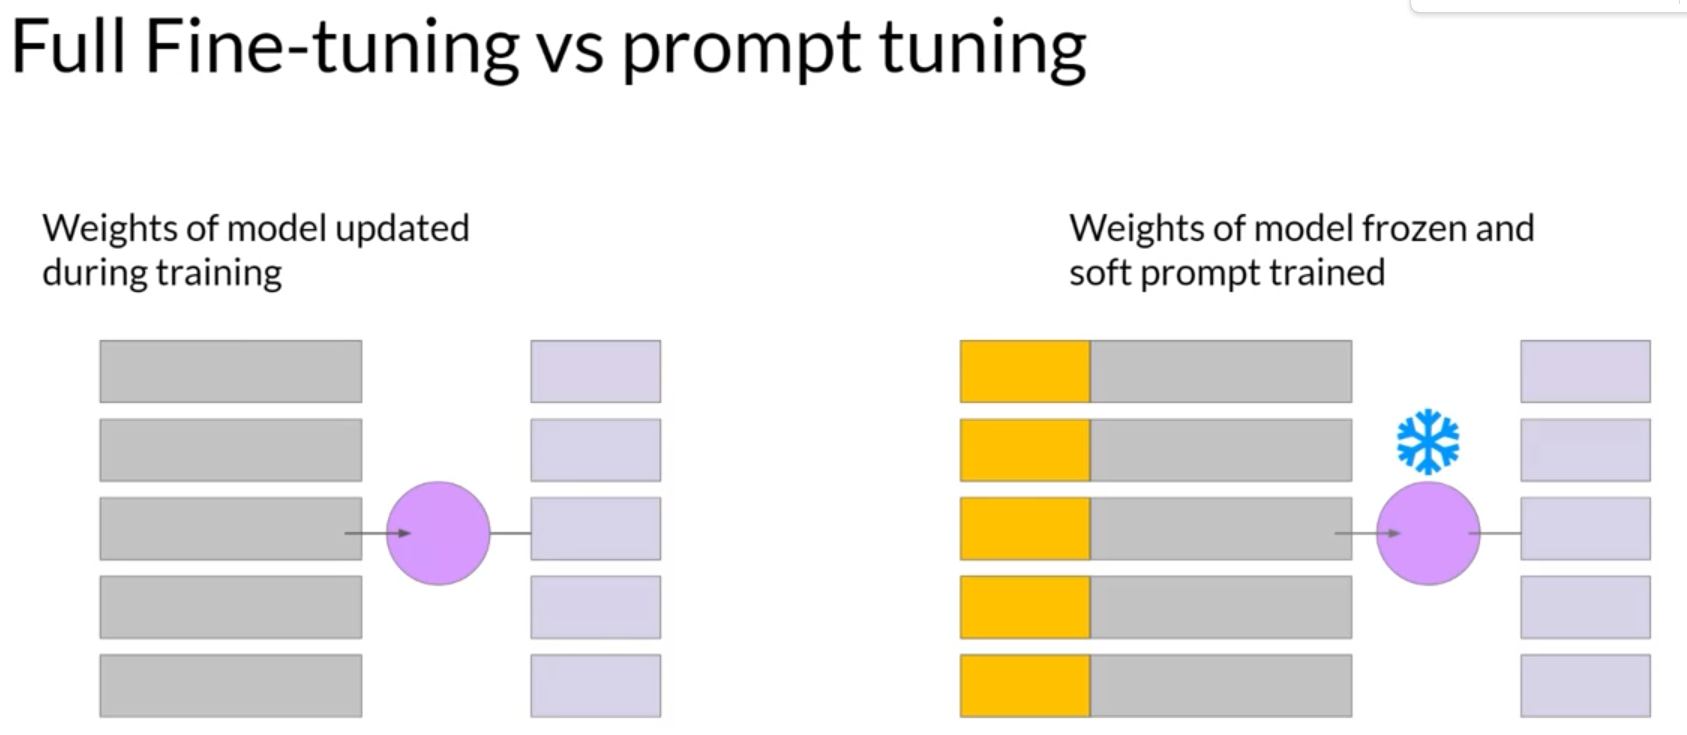 Full Fine-tuning vs prompt tuning
Weights of model updated
during training
Weights of model frozen and
soft prompt trained